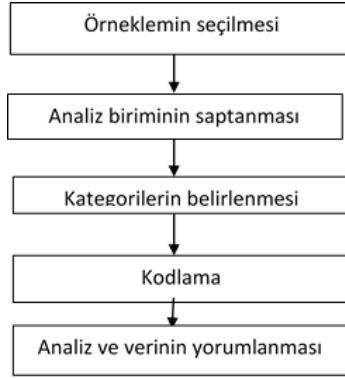 Örneklemin seçilmesi
Analiz biriminin saptanması
Kategorilerin belirlenmesi
Kodlama
Analiz ve verinin yorumlanması